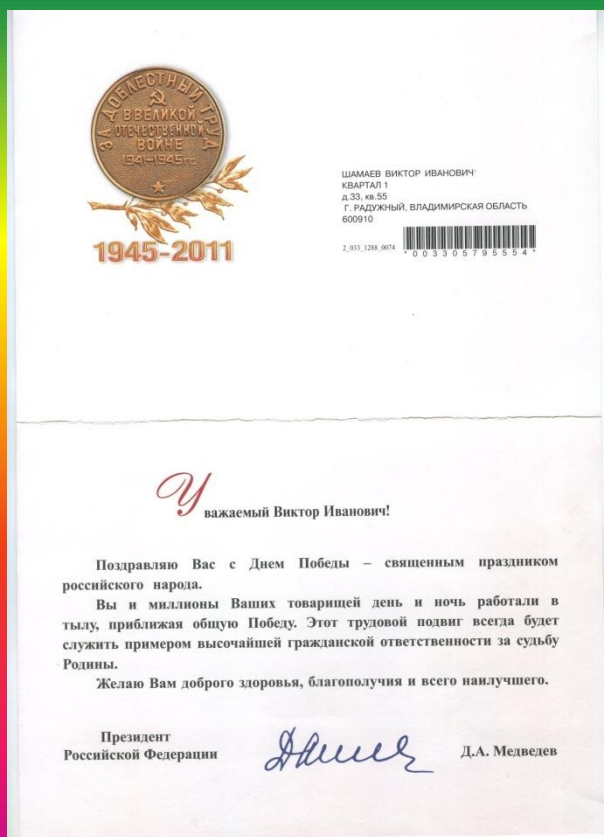 ЗА ДОБЛЕСТНЫЙ ТРУД
В ВЕЛИКОЙ
ОТЕЧЕСТВЕННОЙ
ВОЙНЕ
1941-1945 гг.
1945-2011
ШАМАЕВ ВИКТОР ИВАНОВИЧ
КВАРТАЛ 1
д.33, кв.55
Г. РАДУЖНЫЙ, ВЛАДИМИРСКАЯ ОБЛАСТЬ
600910
2_033_1288_0074
*003305795554*
Уважаемый Виктор Иванович!
Поздравляю Вас с Днем Победы – священным праздником
российского народа.
Вы и миллионы Ваших товарищей день и ночь работали в
тылу, приближая общую Победу. Этот трудовой подвиг всегда будет
служить примером высочайшей гражданской ответственности за судьбу
Родины.
Желаю Вам доброго здоровья, благополучия и всего наилучшего.
Президент
Российской Федерации
Д.А. Медведев